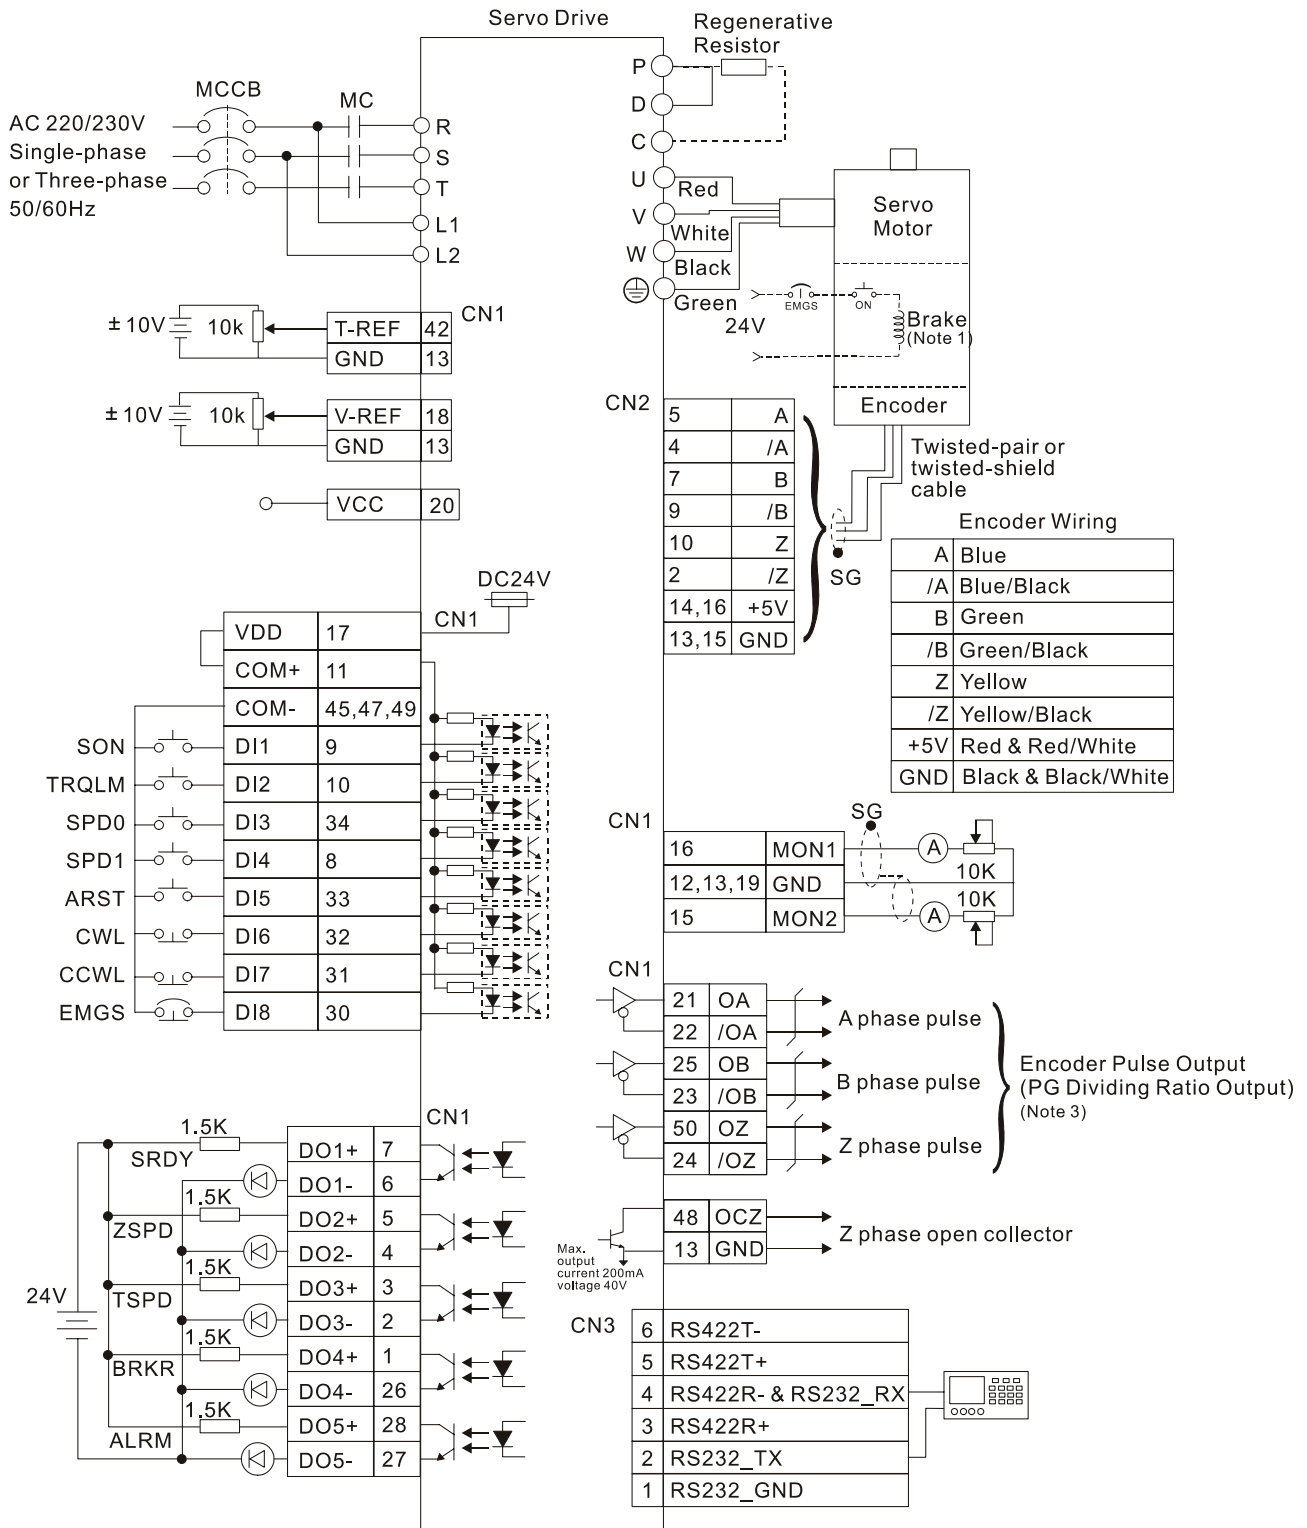 Servo Drive
Regenerative
Resistor
MCCB
MC
AC 220/230V
Single-phase
or Three-phase
50/60Hz
R
S
T
L1
L2
P
D
C
U
V
W
Red
White
Black
Green
Servo
Motor
EMGS
ON
24V
Brake
(Note 1)
Encoder
± 10V
10k
T-REF 42
GND 13
CN1
± 10V
10k
V-REF 18
GND 13
VCC 20
CN2
5 A
4 /A
7 B
9 /B
10 Z
2 /Z
14,16 +5V
13,15 GND
SG
Twisted-pair or
twisted-shield
cable
Encoder Wiring
A Blue
/A Blue/Black
B Green
/B Green/Black
Z Yellow
/Z Yellow/Black
+5V Red & Red/White
GND Black & Black/White
DC24V
CN1
VDD 17
COM+ 11
COM- 45,47,49
SON DI1 9
TRQLM DI2 10
SPD0 DI3 34
SPD1 DI4 8
ARST DI5 33
CWL DI6 32
CCWL DI7 31
EMGS DI8 30
CN1
SG
16 MON1
12,13,19 GND
15 MON2
A
10K
10K
A
CN1
21 OA
22 /OA
A phase pulse
25 OB
23 /OB
B phase pulse
50 OZ
24 /OZ
Z phase pulse
Encoder Pulse Output
(PG Dividing Ratio Output)
(Note 3)
48 OCZ
13 GND
Z phase open collector
Max.
output
current 200mA
voltage 40V
CN1
24V
1.5K
SRDY
DO1+ 7
DO1- 6
1.5K
ZSPD
DO2+ 5
DO2- 4
1.5K
TSPD
DO3+ 3
DO3- 2
1.5K
BRKR
DO4+ 1
DO4- 26
1.5K
ALRM
DO5+ 28
DO5- 27
CN3
6 RS422T-
5 RS422T+
4 RS422R- & RS232_RX
3 RS422R+
2 RS232_TX
1 RS232_GND